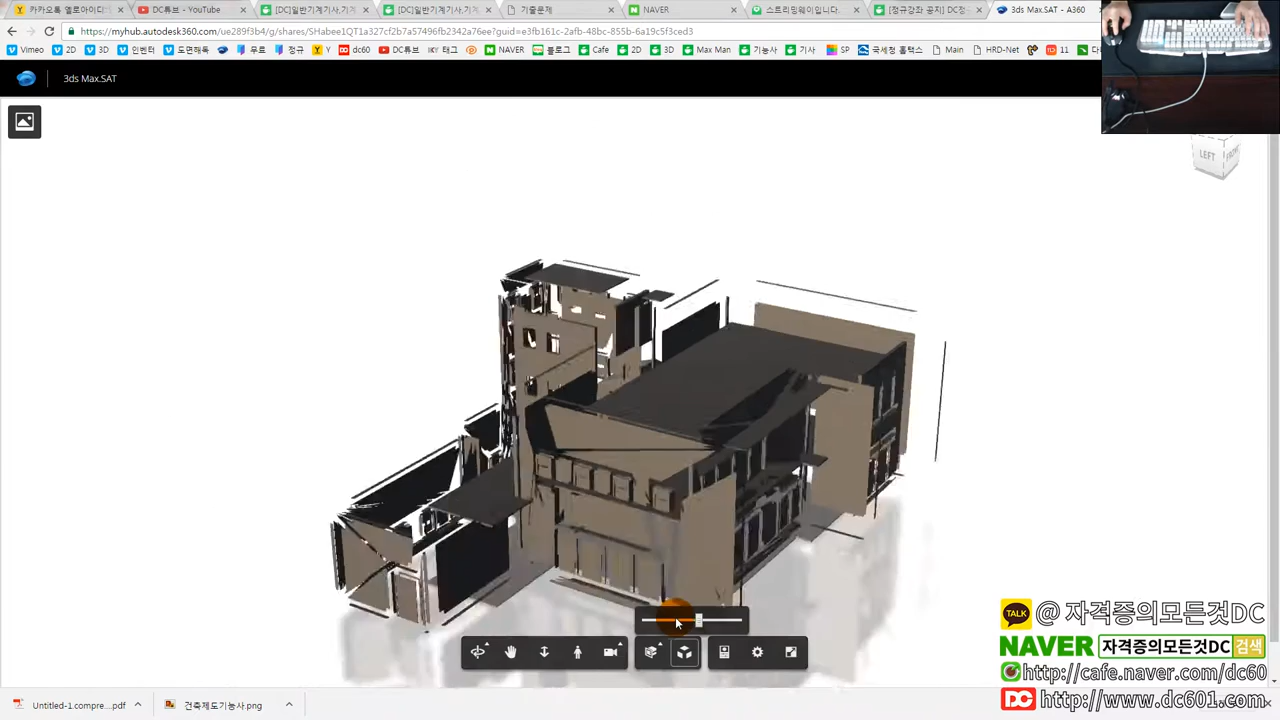 카카오톡 옐로아이디
DC튜브 - YouTube
[DC]일반기계기사.기계
[DC]일반기계기사.기
기출문제
NAVER
스트리밍웨이입니다.
[정규강좌 공지] DC정
3ds Max.SAT - A360
https://myhub.autodesk360.com/ue289f3b4/g/shares/SHabee1QT1a327cf2b7a57496fb2342a7b0e?guid=e3fb161c-2afb-48bc-855b-6a19c5f3ced3
Vimeo 2D 3D 인벤터 도면해독 무료 정규 Y dc60 DC튜브 태그 NAVER 블로그 Cafe 2D 3D Max Man 기능사 기사 SP 국세청 홈택스 Main HRD-Net 11
3ds Max.SAT
LEFT FRONT
TALK @ 자격증의모든것DC
NAVER 자격증의모든것DC 검색
http://cafe.naver.com/dc60
DC http://www.dc601.com
Untitled-1.compre....pdf
건축제도기능사.png